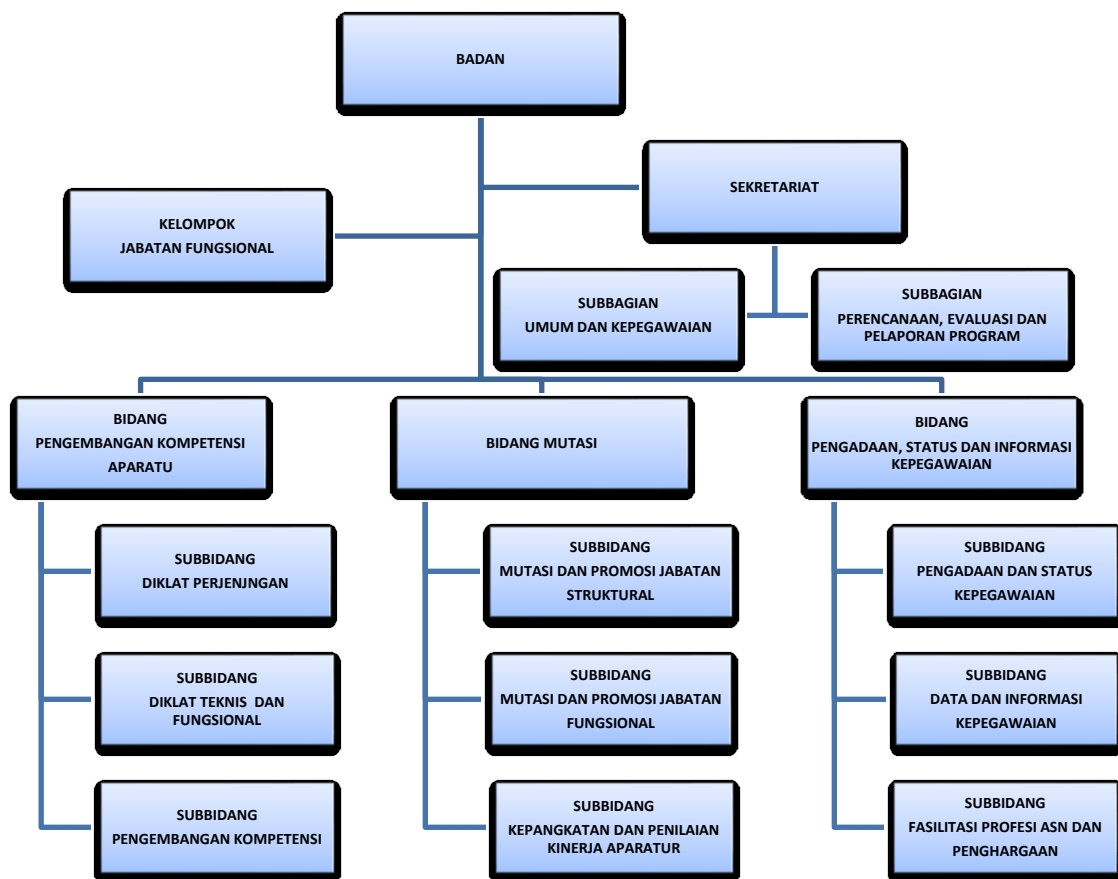 BADAN
SEKRETARIAT
KELOMPOK
JABATAN FUNGSIONAL
SUBBAGIAN
UMUM DAN KEPEGAWAIAN
SUBBAGIAN
PERENCANAAN, EVALUASI DAN
PELAPORAN PROGRAM
BIDANG
PENGEMBANGAN KOMPETENSI
APARATU
BIDANG MUTASI
BIDANG
PENGADAAN, STATUS DAN INFORMASI
KEPEGAWAIAN
SUBBIDANG
DIKLAT PERJENJNGAN
SUBBIDANG
MUTASI DAN PROMOSI JABATAN
STRUKTURAL
SUBBIDANG
PENGADAAN DAN STATUS
KEPEGAWAIAN
SUBBIDANG
DIKLAT TEKNIS DAN
FUNGSIONAL
SUBBIDANG
MUTASI DAN PROMOSI JABATAN
FUNGSIONAL
SUBBIDANG
DATA DAN INFORMASI
KEPEGAWAIAN
SUBBIDANG
PENGEMBANGAN KOMPETENSI
SUBBIDANG
KEPANGKATAN DAN PENILAIAN
KINERJA APARATUR
SUBBIDANG
FASILITASI PROFESI ASN DAN
PENGHARGAAN